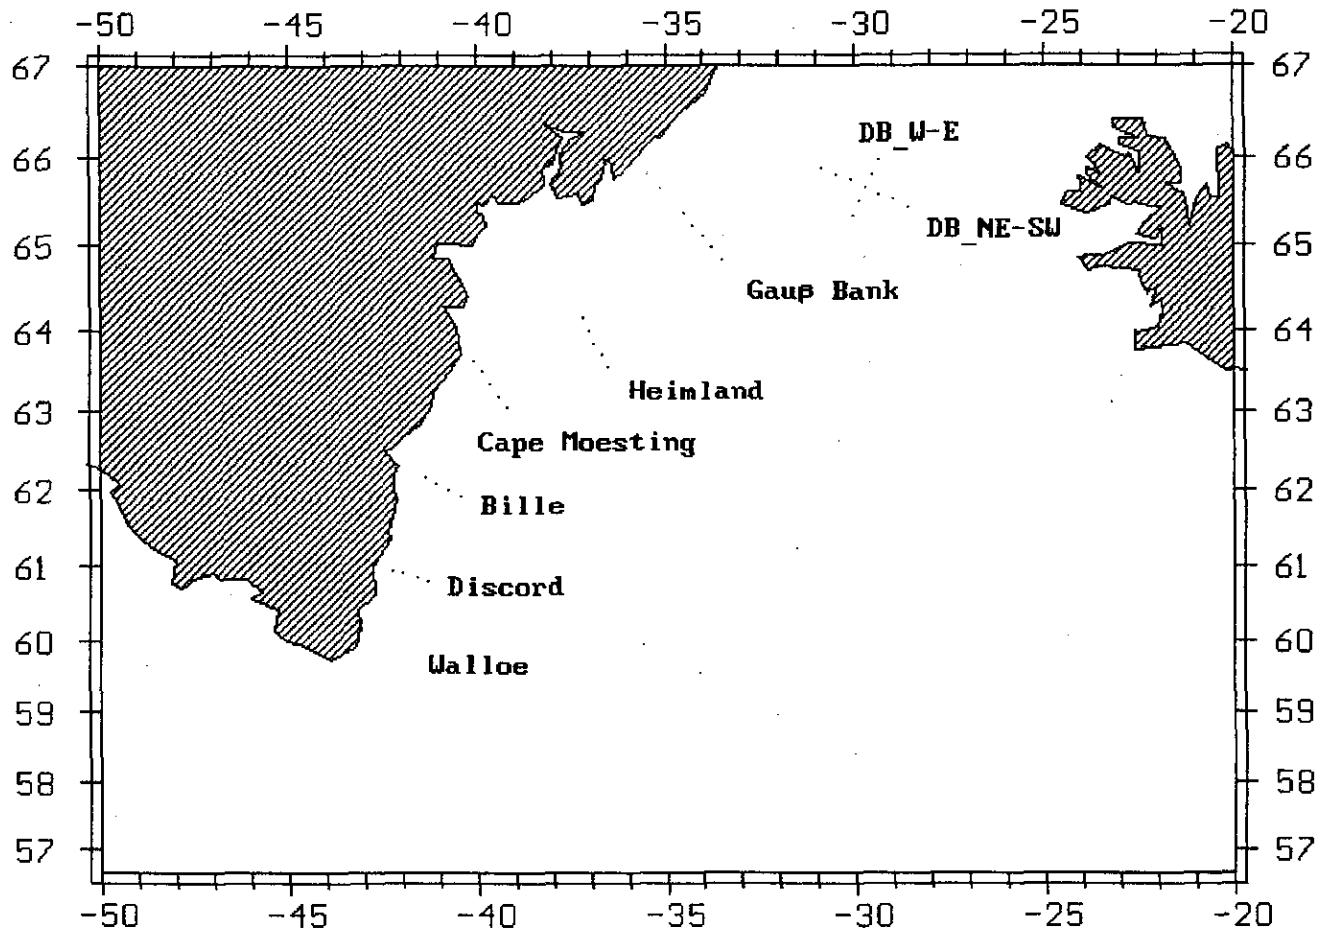 -50 -45 -40 -35 -30 -25 -20
67 67
DB_W-E
66 66
DB_NE-SW
65 65
Gauβ Bank
64 64
Heimland
63 63
Cape Moesting
62 62
Bille
61 61
Discord
60 60
Walloe
59 59
58 58
57 57
-50 -45 -40 -35 -30 -25 -20